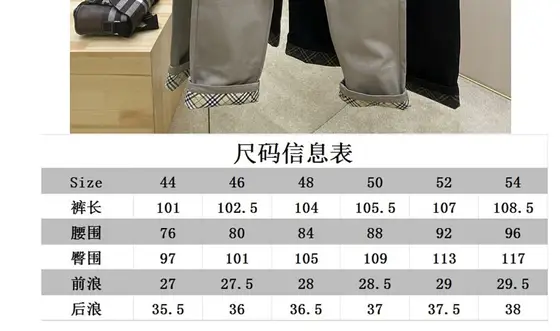 尺码信息表
Size 44 46 48 50 52 54
裤长 101 102.5 104 105.5 107 108.5
腰围 76 80 84 88 92 96
臀围 97 101 105 109 113 117
前浪 27 27.5 28 28.5 29 29.5
后浪 35.5 36 36.5 37 37.5 38